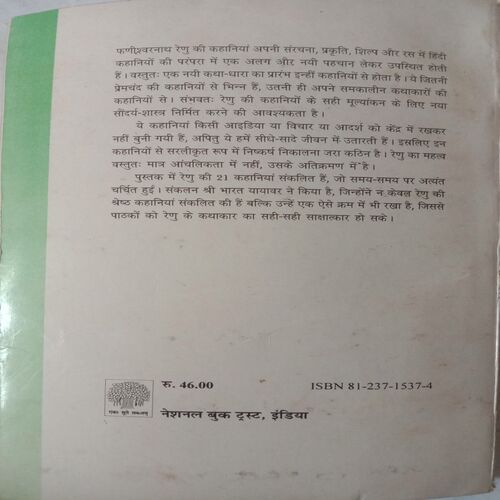 फणीश्वरनाथ रेणु की कहानियां अपनी संरचना, प्रकृति, शिल्प और रस में हिंदी
कहानियों की परंपरा में एक अलग और नयी पहचान लेकर उपस्थित होती
हैं। वस्तुतः एक नयी कथा-धारा का प्रारंभ इन्हीं कहानियों से होता है। ये जितनी
प्रेमचंद की कहानियों से भिन्न हैं, उतनी ही अपने समकालीन कथाकारों की
कहानियों से। संभवतः रेणु की कहानियों के सही मूल्यांकन के लिए नया
सौंदर्य-शास्त्र निर्मित करने की आवश्यकता है।
ये कहानियां किसी आइडिया या विचार या आदर्श को केंद्र में रखकर
नहीं बुनी गयी हैं, अपितु ये हमें सीधे-सादे जीवन में उतारती हैं। इसलिए इन
कहानियों से सरलीकृत रूप में निष्कर्ष निकालना जरा कठिन है। रेणु का महत्व
वस्तुतः मात्र आंचलिकता में नहीं, उसके अतिक्रमण में है।
पुस्तक में रेणु की 21 कहानियां संकलित हैं, जो समय-समय पर अत्यंत
चर्चित हुईं। संकलन श्री भारत यायावर ने किया है, जिन्होंने न केवल रेणु की
श्रेष्ठ कहानियां संकलित की हैं बल्कि उन्हें एक ऐसे क्रम में भी रखा है, जिससे
पाठकों को रेणु के कथाकार का सही-सही साक्षात्कार हो सके।
रु. 46.00
ISBN 81-237-1537-4
एकः सूते सकलम्
नेशनल बुक ट्रस्ट, इंडिया